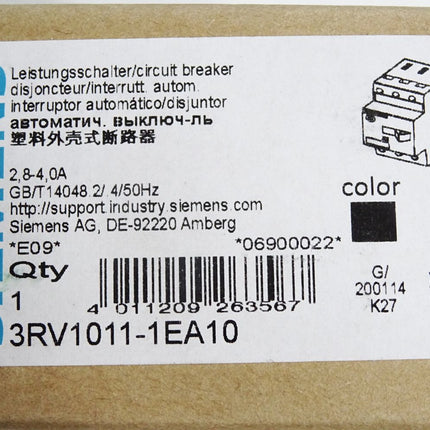 SIEMENS
Leistungsschalter/circuit breaker
disjoncteur/interrutt. autom.
interruptor automático/disjuntor
автоматич. выключ-ль
塑料外壳式断路器
2,8-4,0A
GB/T14048.2/.4/50Hz
http://support.industry.siemens.com
Siemens AG, DE-92220 Amberg
color
*E09* *06900022*
Qty
1
4 011209 263567
G/
200114
K27
3RV1011-1EA10